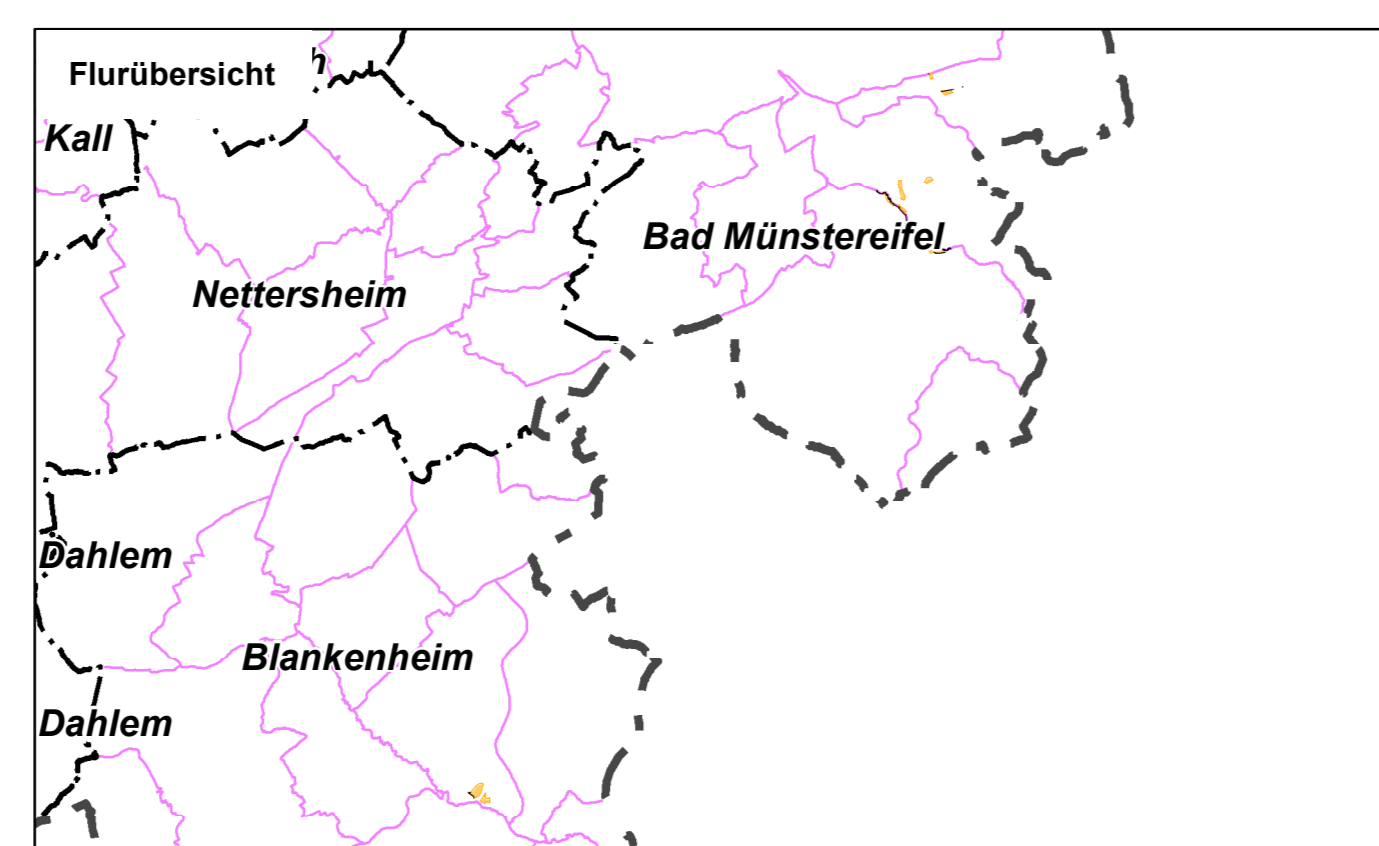 Flurübersicht
Kall
Bad Münstereifel
Nettersheim
Dahlem
Blankenheim
Dahlem